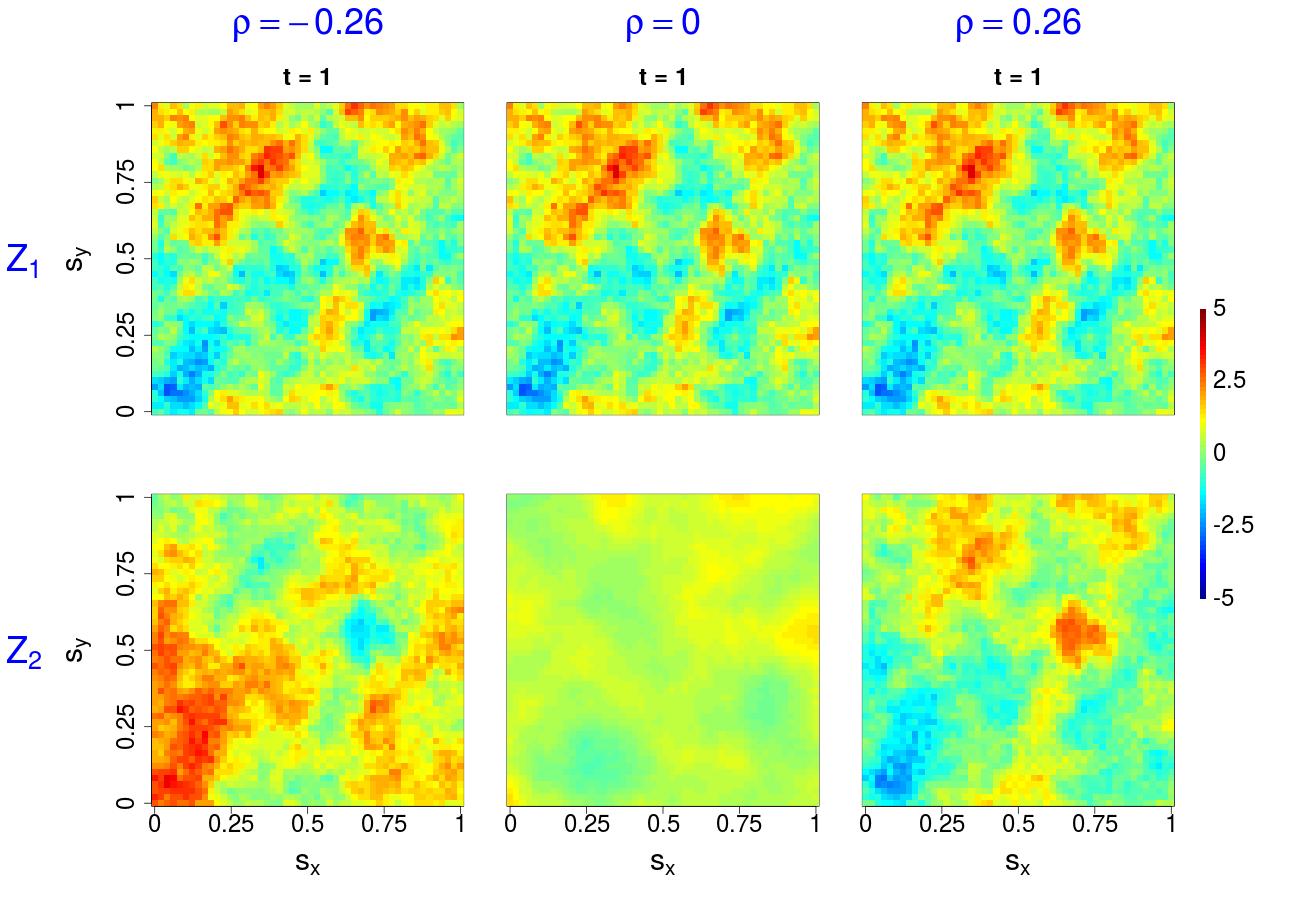 ρ = −0.26 ρ = 0 ρ = 0.26
t = 1 t = 1 t = 1
Z1
sy
1
0.75
0.5
0.25
0
5
2.5
0
-2.5
-5
Z2
sy
1
0.75
0.5
0.25
0
0 0.25 0.5 0.75 1 0 0.25 0.5 0.75 1 0 0.25 0.5 0.75 1
sx sx sx